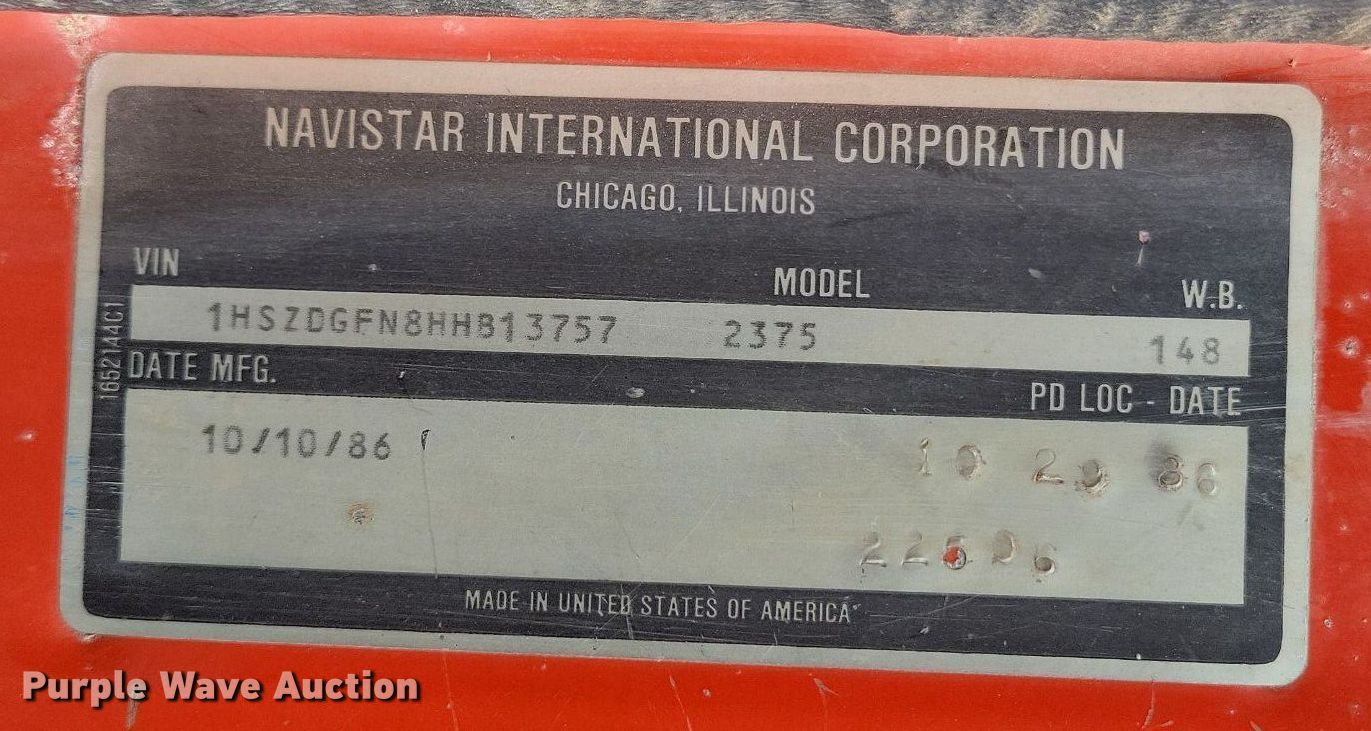 NAVISTAR INTERNATIONAL CORPORATION
CHICAGO, ILLINOIS
VIN MODEL W.B.
1HSZDGFN8HHB13757 2375 148
1652144C1
DATE MFG. PD LOC - DATE
10/10/86 10 20 86
MADE IN UNITED STATES OF AMERICA
Purple Wave Auction